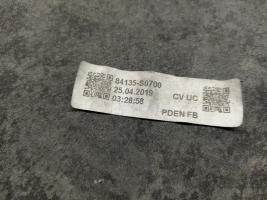 84135-S0700
25.04.2019
03:28:58
CV UC
PDEN FB